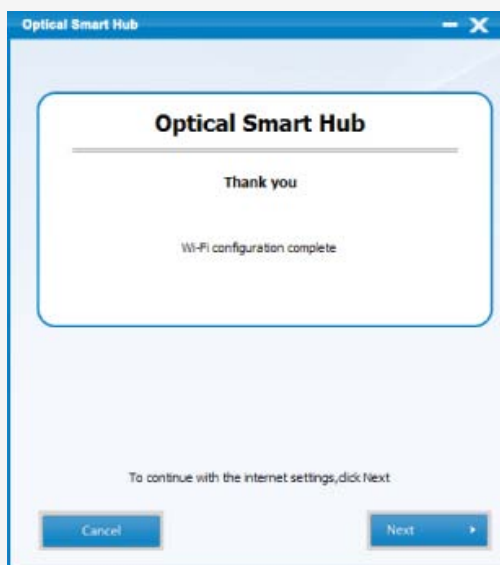 Optical Smart Hub
Optical Smart Hub
Thank you
Wi-Fi configuration complete
To continue with the internet settings,click Next
Cancel
Next